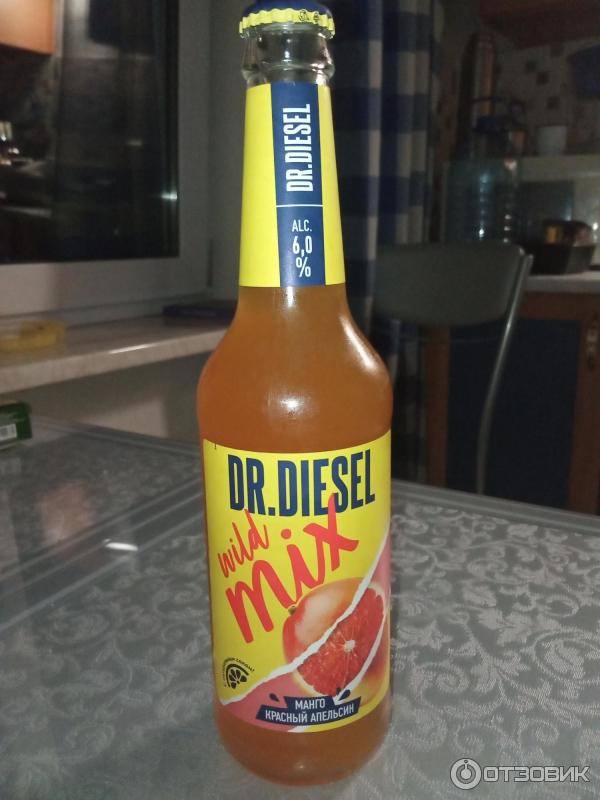 DR.DIESEL
ALC.
6,0
%
DR.DIESEL
wild
mix
МАНГО
КРАСНЫЙ АПЕЛЬСИН
ОТЗОВИК